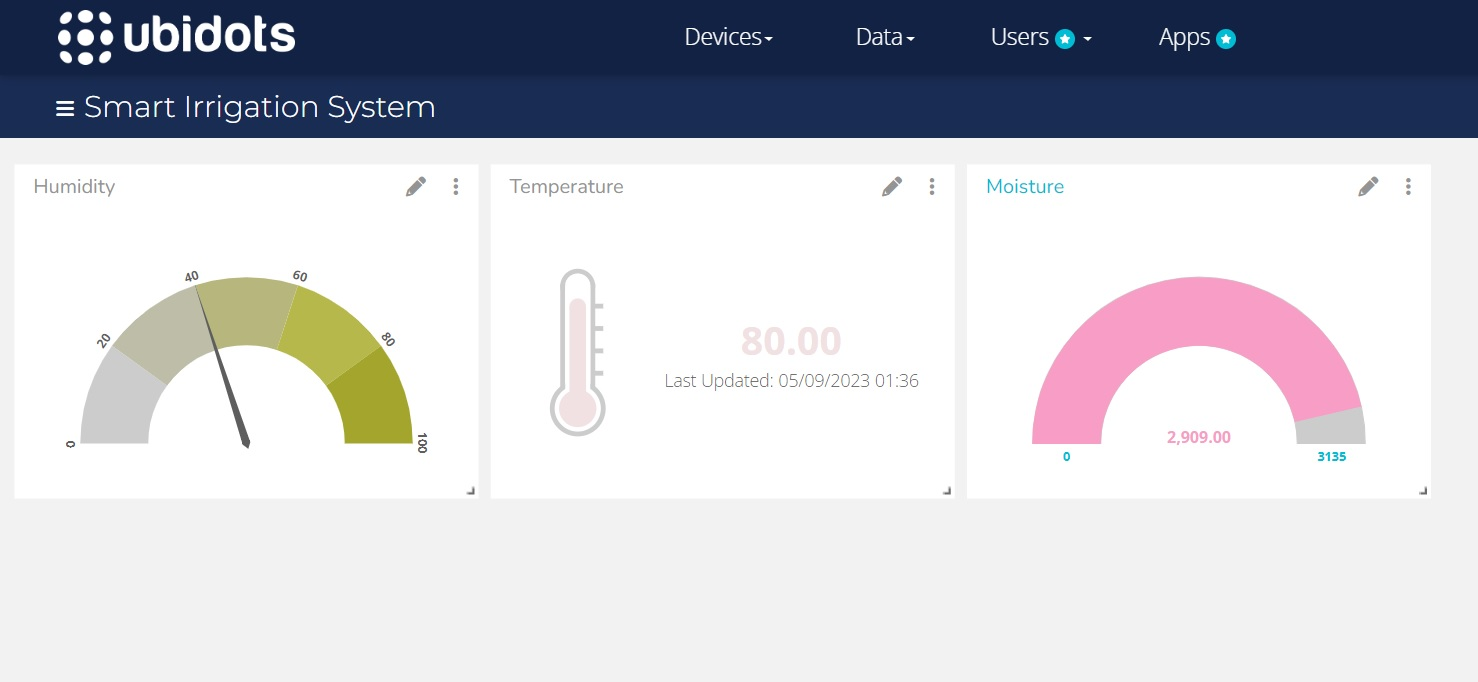 ubidots
Devices
Data
Users
Apps
Smart Irrigation System
Humidity
Temperature
Moisture
0
20
40
60
80
100
80.00
Last Updated: 05/09/2023 01:36
2,909.00
0
3135